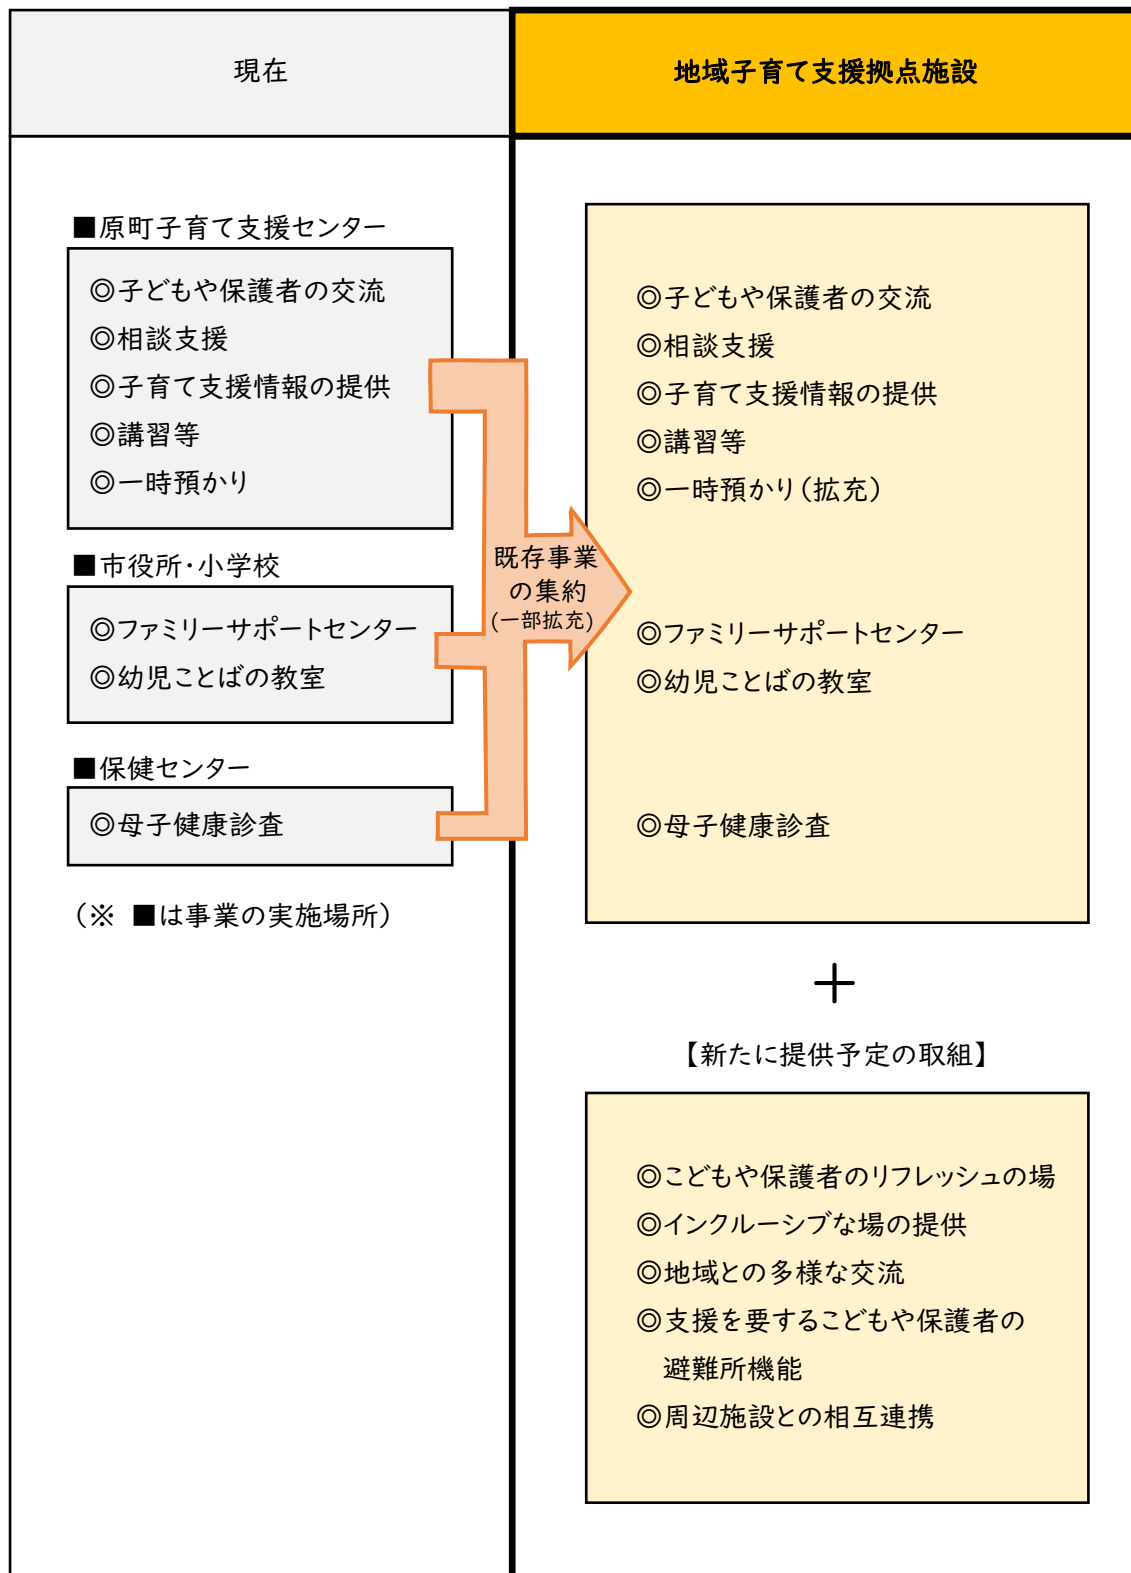 現在
地域子育て支援拠点施設
■原町子育て支援センター
◎子どもや保護者の交流
◎相談支援
◎子育て支援情報の提供
◎講習等
◎一時預かり
■市役所・小学校
◎ファミリーサポートセンター
◎幼児ことばの教室
■保健センター
◎母子健康診査
（※ ■は事業の実施場所）
既存事業
の集約
(一部拡充)
◎子どもや保護者の交流
◎相談支援
◎子育て支援情報の提供
◎講習等
◎一時預かり（拡充）
◎ファミリーサポートセンター
◎幼児ことばの教室
◎母子健康診査
＋
【新たに提供予定の取組】
◎こどもや保護者のリフレッシュの場
◎インクルーシブな場の提供
◎地域との多様な交流
◎支援を要するこどもや保護者の
避難所機能
◎周辺施設との相互連携